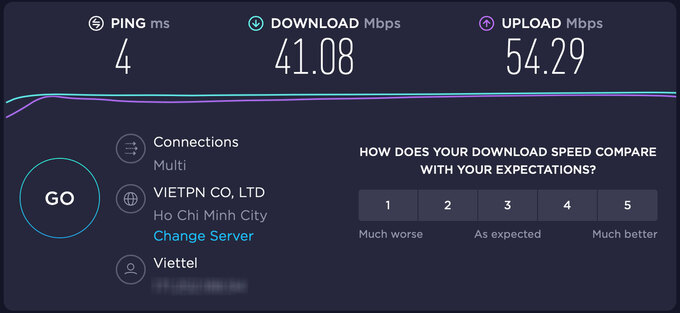 PING ms
DOWNLOAD Mbps
UPLOAD Mbps
4
41.08
54.29
GO
Connections
Multi
VIETPN CO, LTD
Ho Chi Minh City
Change Server
Viettel
HOW DOES YOUR DOWNLOAD SPEED COMPARE
WITH YOUR EXPECTATIONS?
1 2 3 4 5
Much worse As expected Much better